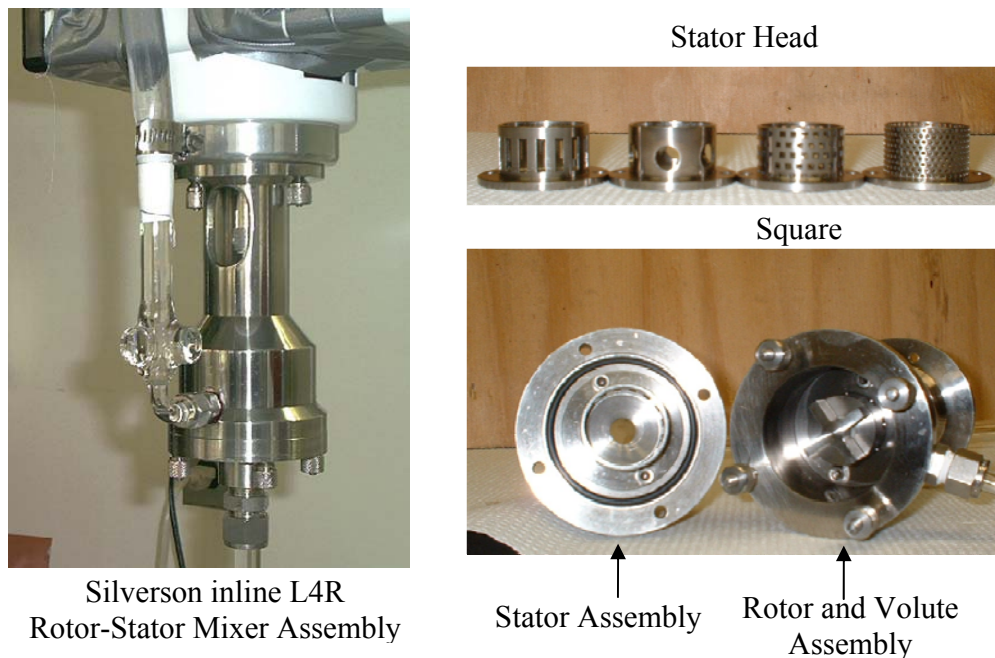 Stator Head
Square
Silverson inline L4R
Rotor-Stator Mixer Assembly
Stator Assembly
Rotor and Volute
Assembly